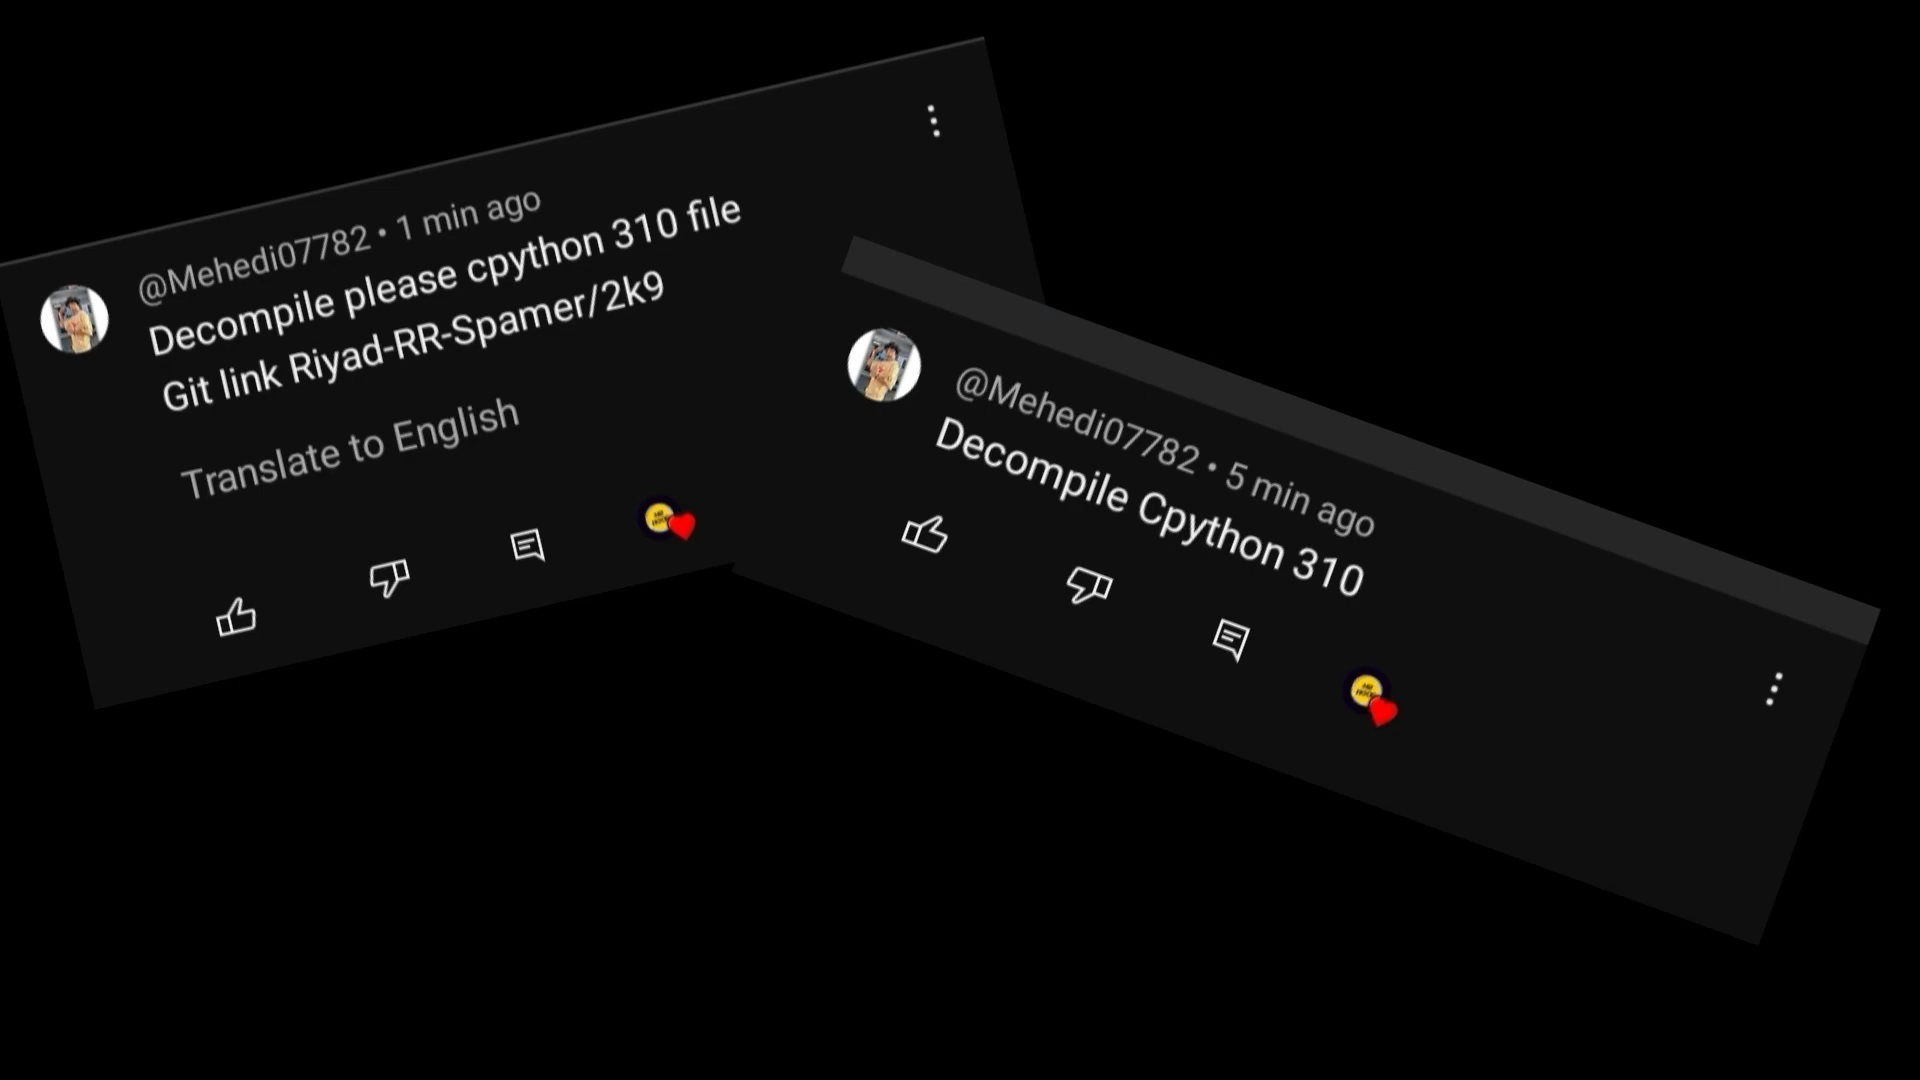 @Mehedi07782 • 1 min ago
Decompile please cpython 310 file
Git link Riyad-RR-Spamer/2k9
Translate to English
@Mehedi07782 • 5 min ago
Decompile Cpython 310